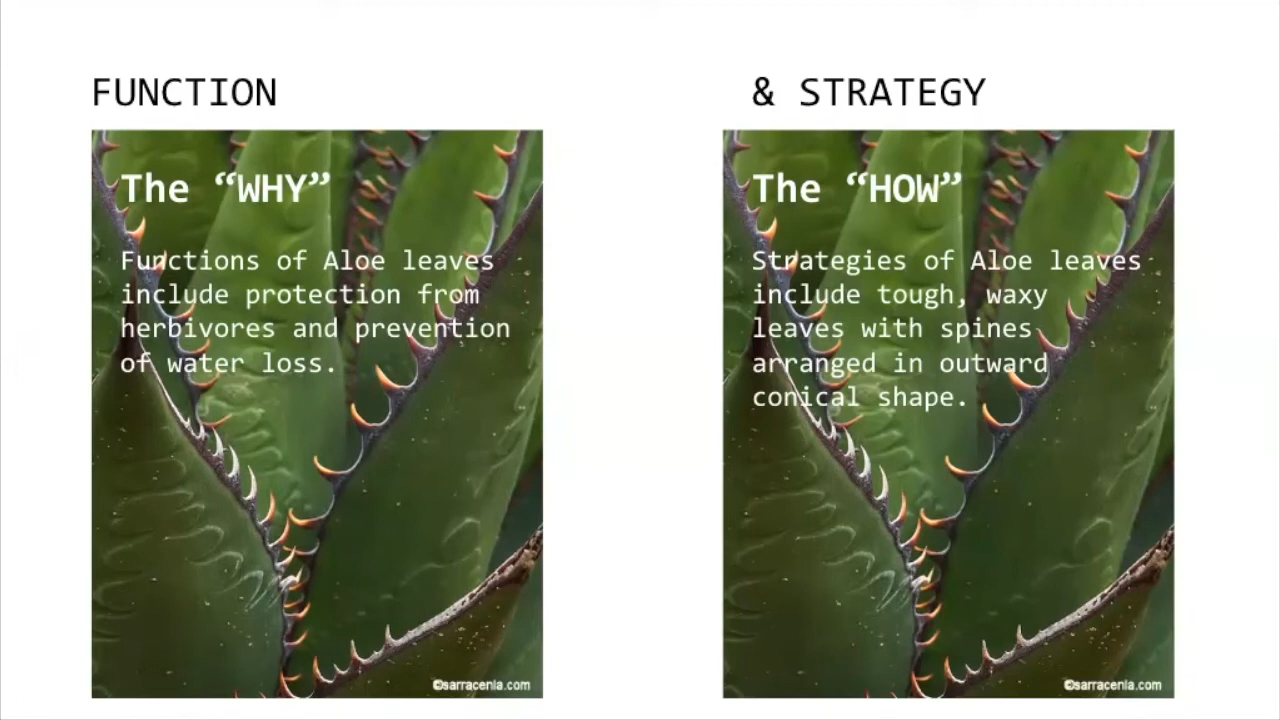 FUNCTION
The “WHY”
Functions of Aloe leaves
include protection from
herbivores and prevention
of water loss.
©sarracenia.com
& STRATEGY
The “HOW”
Strategies of Aloe leaves
include tough, waxy
leaves with spines
arranged in outward
conical shape.
©sarracenia.com